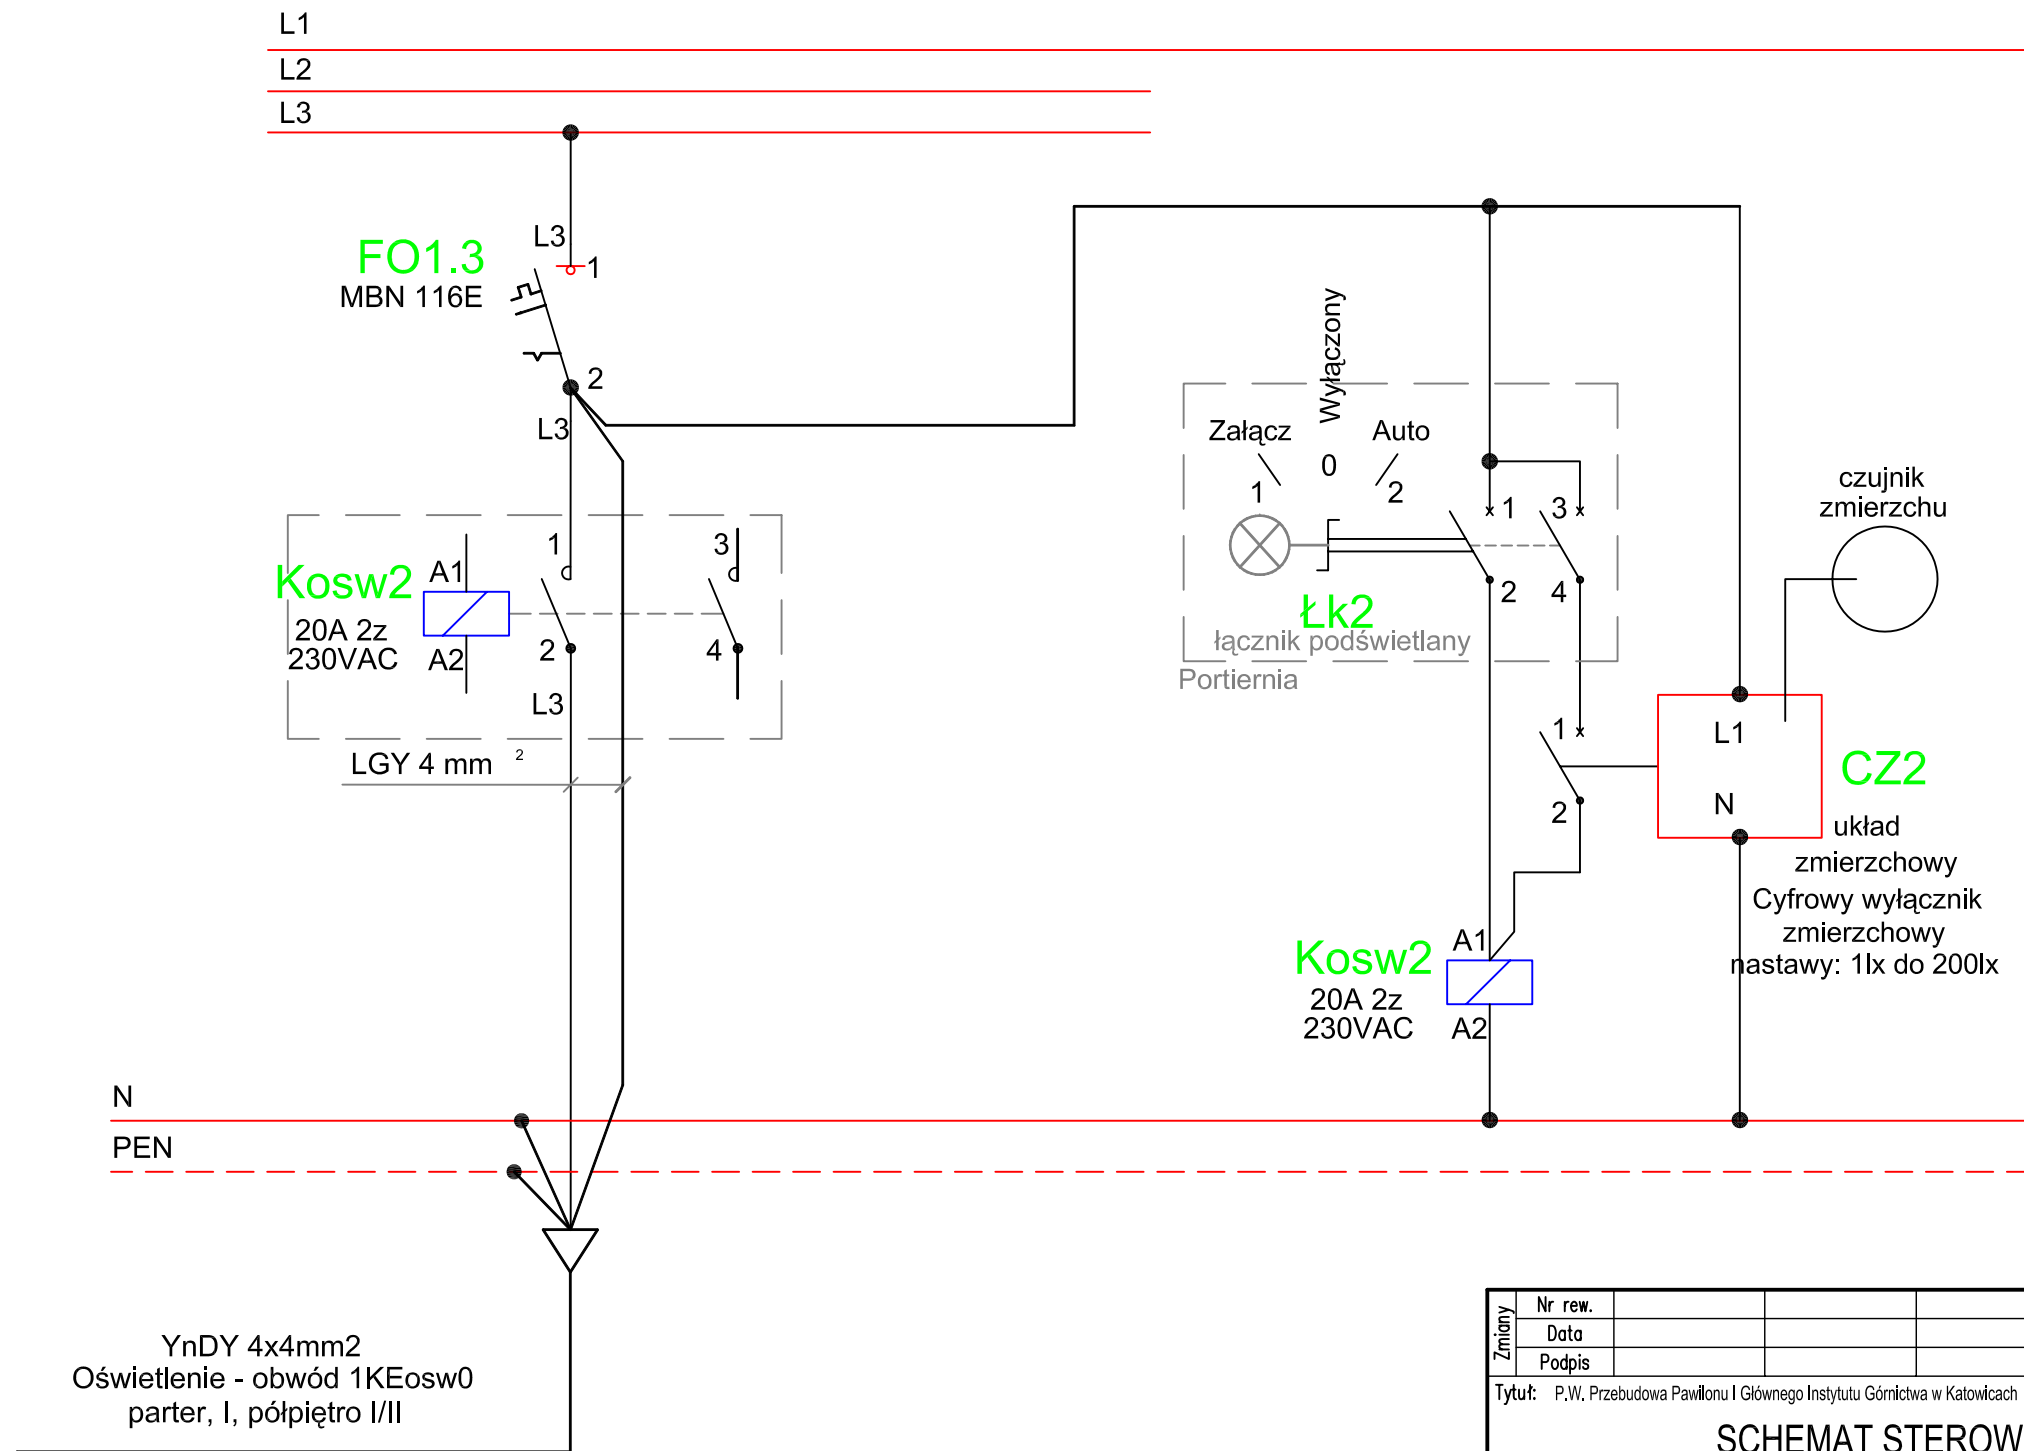 L1
L2
L3
L3
FO1.3
1
MBN 116E
2
L3
Wyłączony
Załącz
0
Auto
1
2
1
3
2
4
Łk2
łącznik podświetlany
Portiernia
czujnik
zmierzchu
1
3
Kosw2
A1
20A 2z
230VAC
A2
2
4
L3
LGY 4 mm 2
1
2
L1
N
CZ2
układ
zmierzchowy
Cyfrowy wyłącznik
zmierzchowy
nastawy: 1lx do 200lx
Kosw2
A1
20A 2z
230VAC
A2
N
PEN
YnDY 4x4mm2
Oświetlenie - obwód 1KEosw0
parter, I, półpiętro I/II
Zmiany
Nr rew.
Data
Podpis
Tytuł: P.W. Przebudowa Pawilonu I Głównego Instytutu Górnictwa w Katowicach
SCHEMAT STEROW